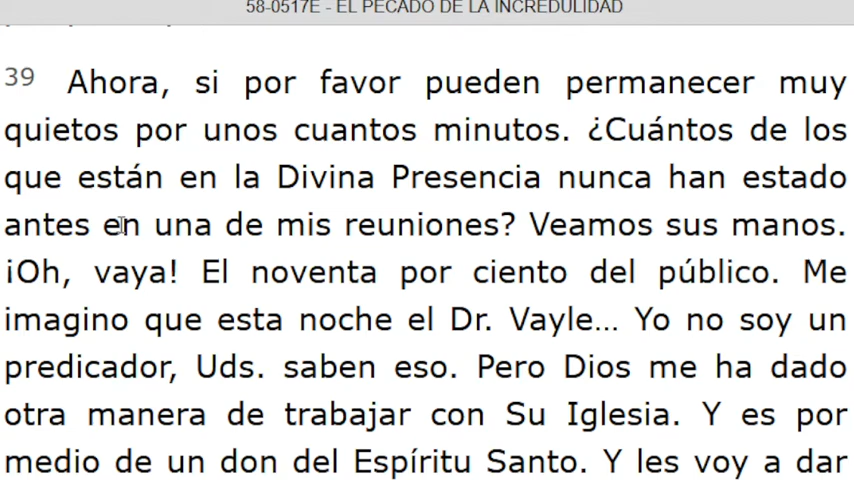 58-0517E - EL PECADO DE LA INCREDULIDAD
39 Ahora, si por favor pueden permanecer muy
quietos por unos cuantos minutos. ¿Cuántos de los
que están en la Divina Presencia nunca han estado
antes en una de mis reuniones? Veamos sus manos.
¡Oh, vaya! El noventa por ciento del público. Me
imagino que esta noche el Dr. Vayle... Yo no soy un
predicador, Uds. saben eso. Pero Dios me ha dado
otra manera de trabajar con Su Iglesia. Y es por
medio de un don del Espíritu Santo. Y les voy a dar